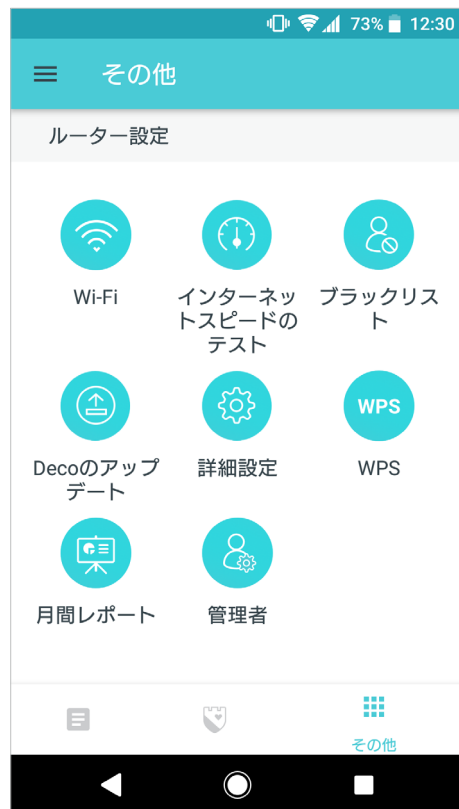 73% 12:30
その他
ルーター設定
Wi-Fi
インターネッ
トスピードの
テスト
ブラックリス
ト
Decoのアップ
デート
詳細設定
WPS
WPS
月間レポート
管理者
その他